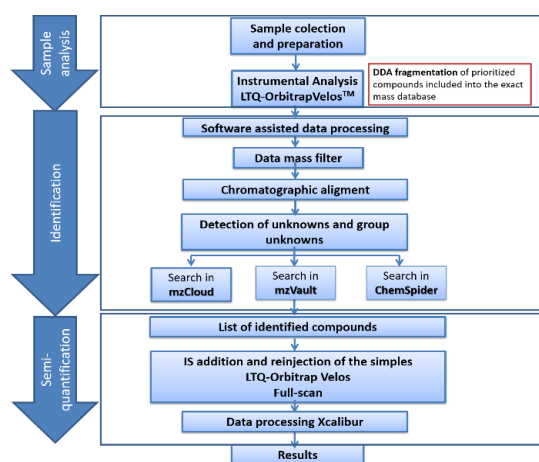 Sample analysis
Sample colection
and preparation
Instrumental Analysis
LTQ-OrbitrapVelos™
DDA fragmentation of prioritized
compounds included into the exact
mass database
Identification
Software assisted data processing
Data mass filter
Chromatographic aligment
Detection of unknowns and group
unknowns
Search in
mzCloud
Search in
mzVault
Search in
ChemSpider
Semi-
quantification
List of identified compounds
IS addition and reinjection of the simples
LTQ-Orbitrap Velos
Full-scan
Data processing Xcalibur
Results